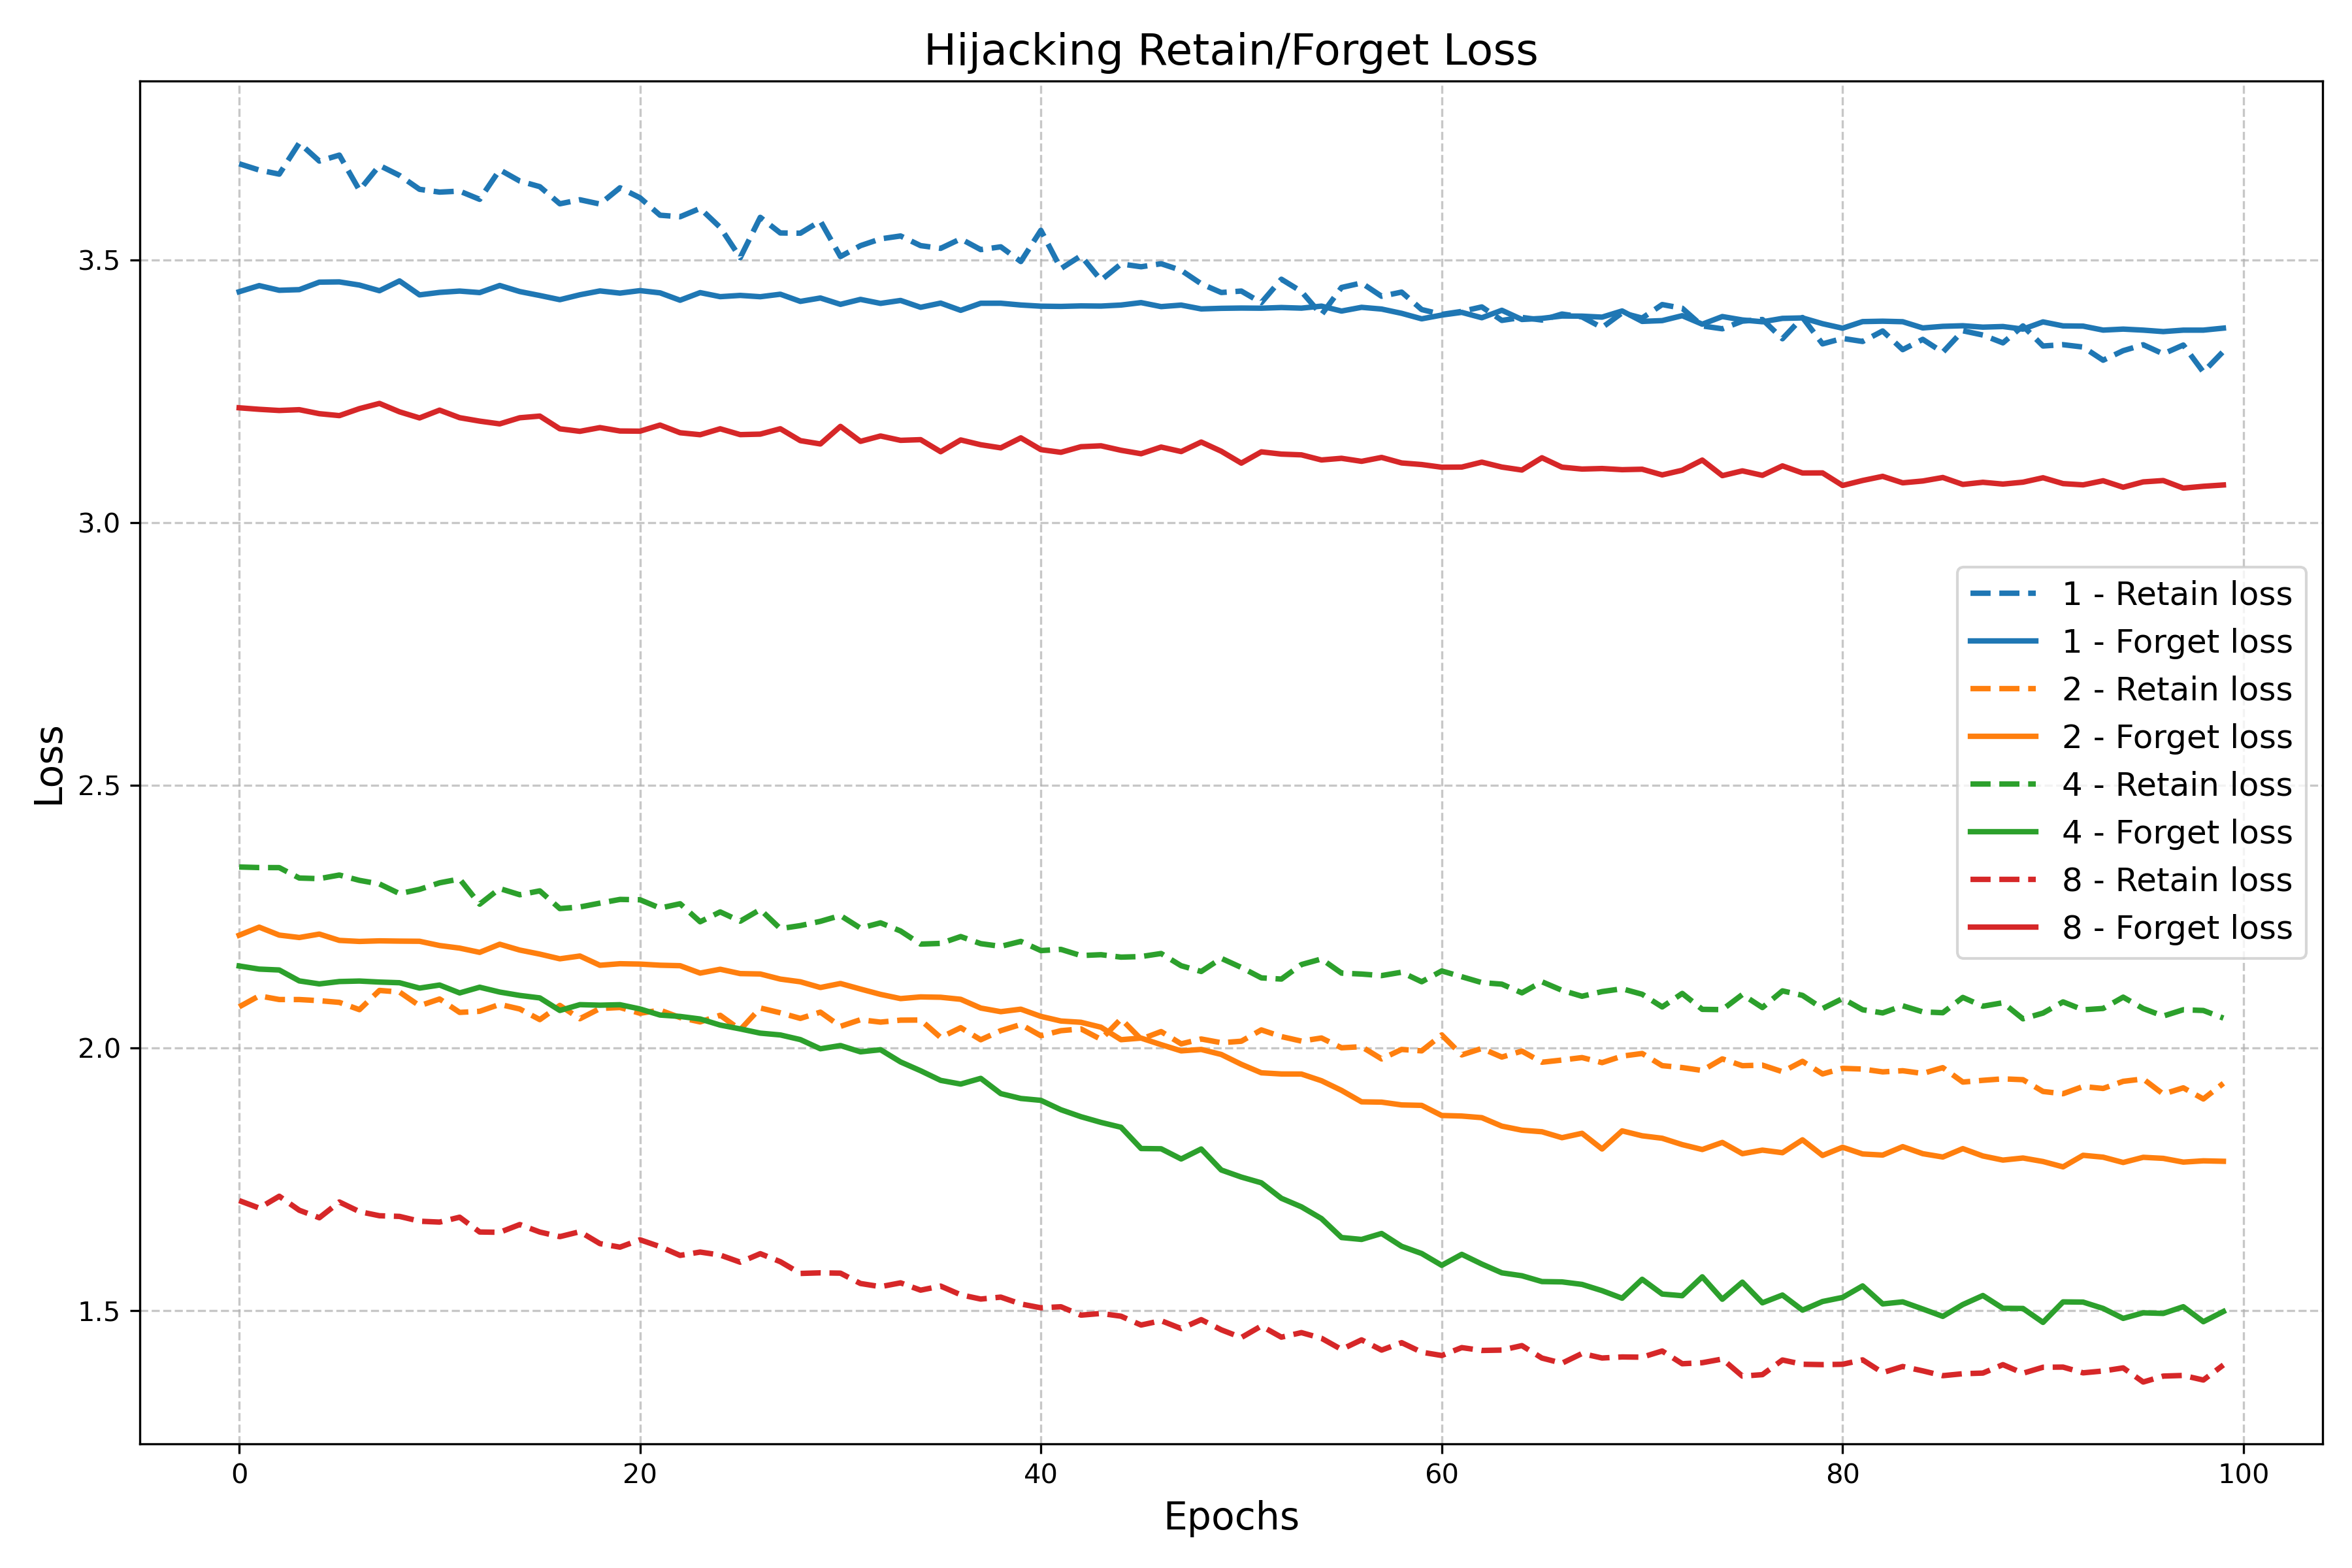 Hijacking Retain/Forget Loss
Loss
3.5
3.0
2.5
2.0
1.5
1 - Retain loss
1 - Forget loss
2 - Retain loss
2 - Forget loss
4 - Retain loss
4 - Forget loss
8 - Retain loss
8 - Forget loss
0 20 40 60 80 100
Epochs